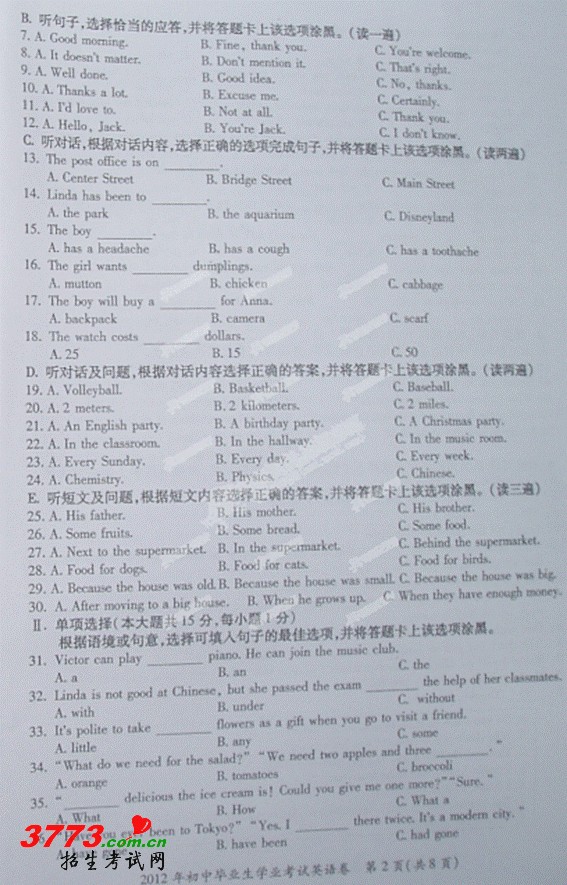 B. 听句子,选择恰当的应答,并将答题卡上该选项涂黑。(读一遍)
7. A. Good morning. B. Fine, thank you. C. You're welcome.
8. A. It doesn't matter. B. Don't mention it. C. That's right.
9. A. Well done. B. Good idea. C. No, thanks.
10. A. Thanks a lot. B. Excuse me. C. Certainly.
11. A. I'd love to. B. Not at all. C. Thank you.
12. A. Hello, Jack. B. You're Jack. C. I don't know.
C. 听对话,根据对话内容,选择正确的选项完成句子,并将答题卡上该选项涂黑。(读两遍)
13. The post office is on ________.
A. Center Street B. Bridge Street C. Main Street
14. Linda has been to ________.
A. the park B. the aquarium C. Disneyland
15. The boy ________.
A. has a headache B. has a cough C. has a toothache
16. The girl wants ________ dumplings.
A. mutton B. chicken C. cabbage
17. The boy will buy a ________ for Anna.
A. backpack B. camera C. scarf
18. The watch costs ________ dollars.
A. 25 B. 15 C. 50
D. 听对话及问题,根据对话内容选择正确的答案,并将答题卡上该选项涂黑。(读两遍)
19. A. Volleyball. B. Basketball. C. Baseball.
20. A. 2 meters. B. 2 kilometers. C. 2 miles.
21. A. An English party. B. A birthday party. C. A Christmas party.
22. A. In the classroom. B. In the hallway. C. In the music room.
23. A. Every Sunday. B. Every day. C. Every week.
24. A. Chemistry. B. Physics. C. Chinese.
E. 听短文及问题,根据短文内容选择正确的答案,并将答题卡上该选项涂黑。(读三遍)
25. A. His father. B. His mother. C. His brother.
26. A. Some fruits. B. Some bread. C. Some food.
27. A. Next to the supermarket. B. In the supermarket. C. Behind the supermarket.
28. A. Food for dogs. B. Food for cats. C. Food for birds.
29. A. Because the house was old. B. Because the house was small. C. Because the house was big.
30. A. After moving to a big house. B. When he grows up. C. When they have enough money.
Ⅱ. 单项选择(本大题共15分,每小题1分)
根据语境或句意,选择可填入句子的最佳选项,并将答题卡上该选项涂黑。
31. Victor can play ________ piano. He can join the music club.
A. a B. an C. the
32. Linda is not good at Chinese, but she passed the exam ________ the help of her classmates.
A. with B. under C. without
33. It's polite to take ________ flowers as a gift when you go to visit a friend.
A. little B. any C. some
34. "What do we need for the salad?" "We need two apples and three ________."
A. orange B. tomatoes C. broccoli
35. "________ delicious the ice cream is! Could you give me one more?" "Sure."
A. What B. How C. What a
"Have you ever been to Tokyo?" "Yes. I ________ there twice. It's a modern city."
B. have been C. had gone
2012年初中毕业生学业考试英语卷 第2页(共8页)
3773.com.cn
招生考试网